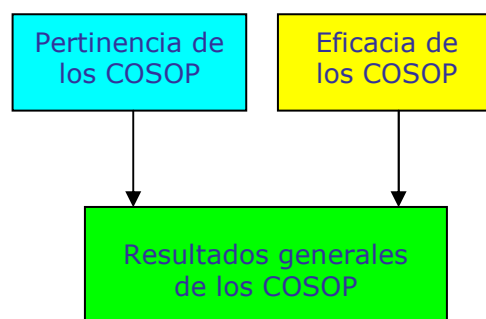 Pertinencia de
los COSOP
Eficacia de
los COSOP
Resultados generales
de los COSOP